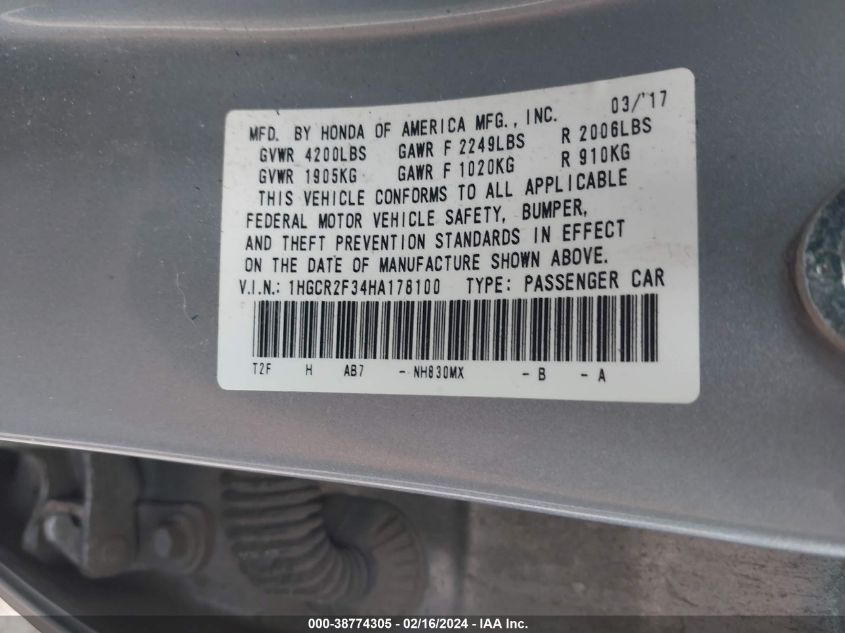 03/'17
MFD. BY HONDA OF AMERICA MFG., INC.
GVWR 4200LBS GAWR F 2249LBS R 2006LBS
GVWR 1905KG GAWR F 1020KG R 910KG
THIS VEHICLE CONFORMS TO ALL APPLICABLE
FEDERAL MOTOR VEHICLE SAFETY, BUMPER,
AND THEFT PREVENTION STANDARDS IN EFFECT
ON THE DATE OF MANUFACTURE SHOWN ABOVE.
V.I.N.: 1HGCR2F34HA178100 TYPE: PASSENGER CAR
T2F H AB7 - NH830MX - B - A
000-38774305 - 02/16/2024 - IAA Inc.